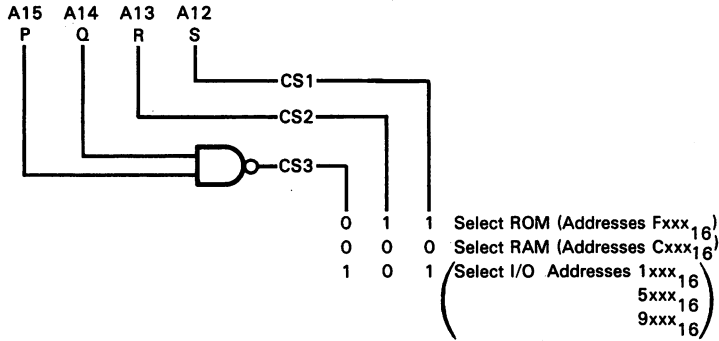 A15 A14 A13 A12
P Q R S
CS1
CS2
CS3
0 1 1 Select ROM (Addresses Fxxx16)
0 0 0 Select RAM (Addresses Cxxx16)
1 0 1 (Select I/O Addresses 1xxx16
5xxx16
9xxx16)